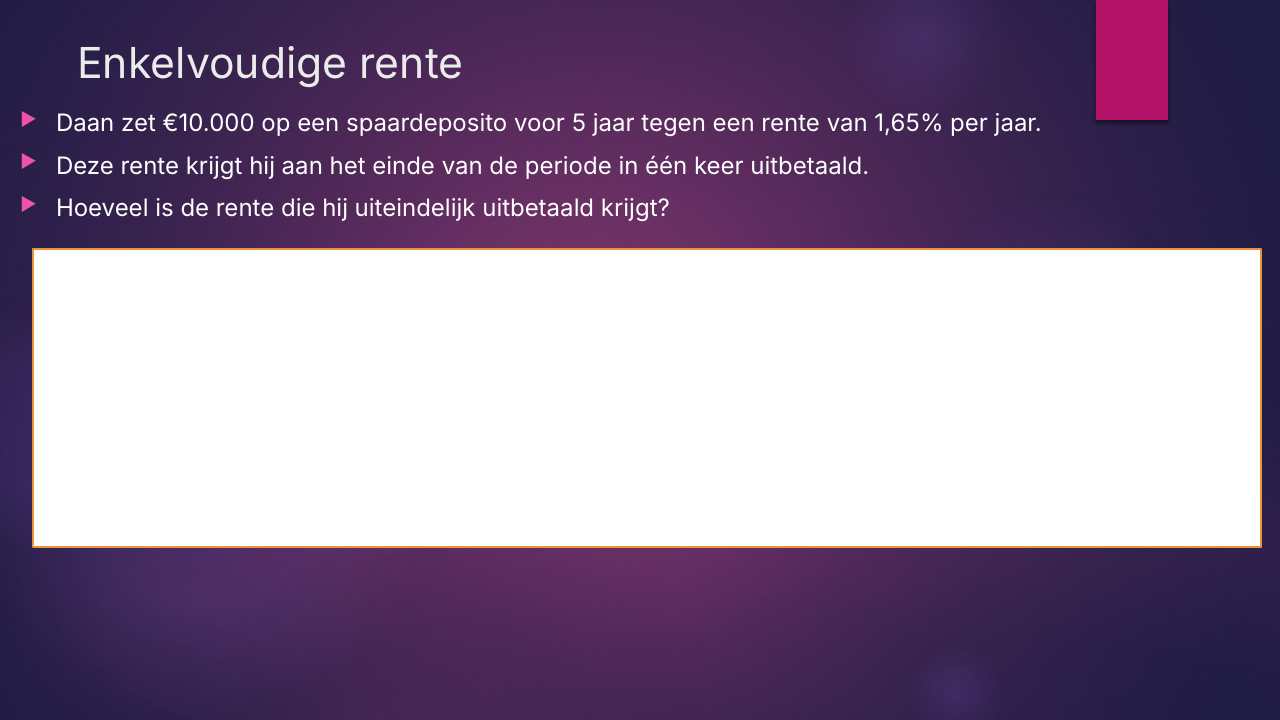 Enkelvoudige rente
Daan zet €10.000 op een spaardeposito voor 5 jaar tegen een rente van 1,65% per jaar.
Deze rente krijgt hij aan het einde van de periode in één keer uitbetaald.
Hoeveel is de rente die hij uiteindelijk uitbetaald krijgt?